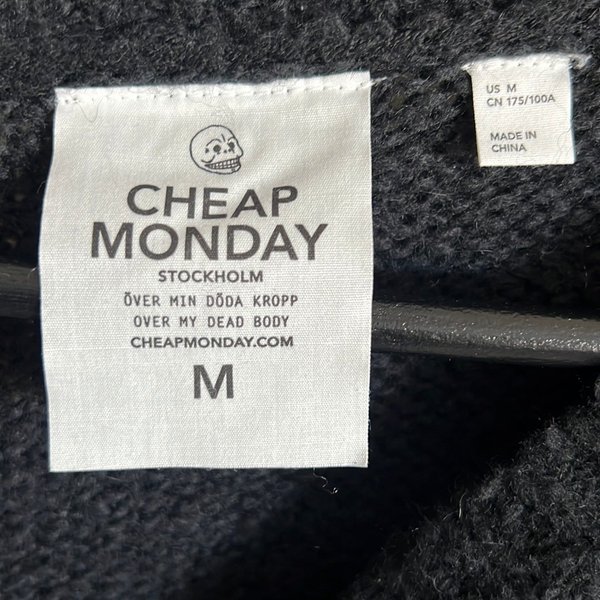 CHEAP
MONDAY
STOCKHOLM
ÖVER MIN DÖDA KROPP
OVER MY DEAD BODY
CHEAPMONDAY.COM
M
US M
CN 175/100A
MADE IN
CHINA